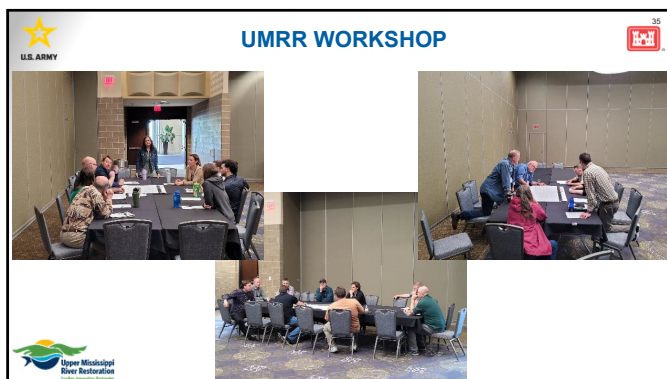 35
UMRR WORKSHOP
U.S. ARMY
Upper Mississippi
River Restoration